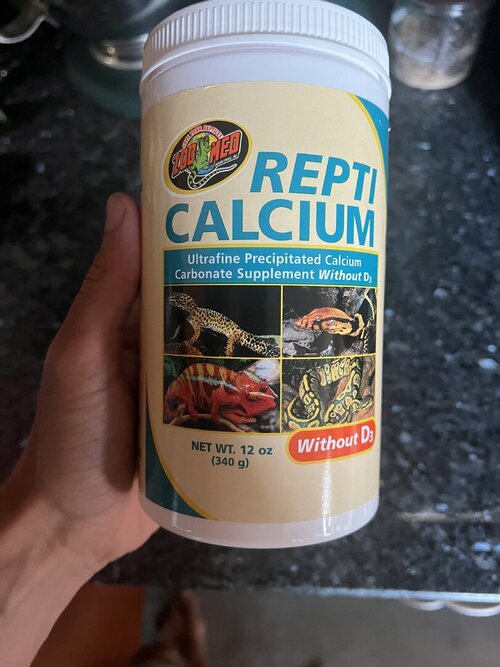 ZOO MED
REPTI
CALCIUM
Ultrafine Precipitated Calcium
Carbonate Supplement Without D3
NET WT. 12 oz
(340 g)
Without D3